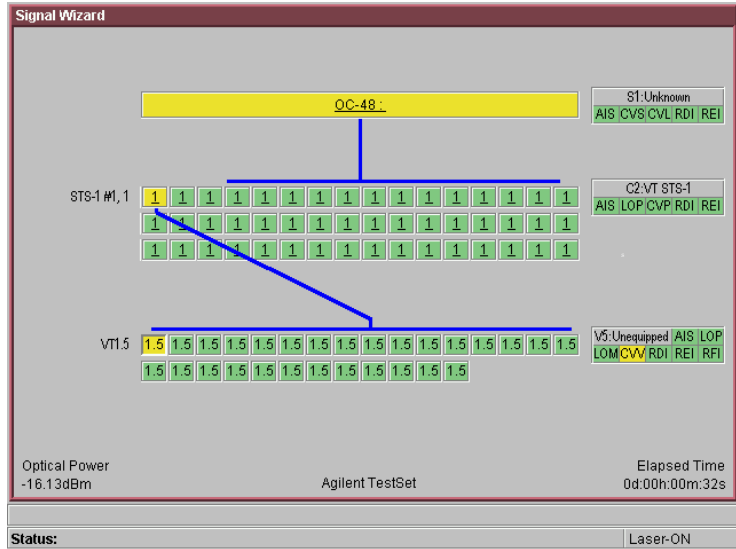 Signal Wizard
OC-48 :
S1:Unknown
AIS CVS CVL RDI REI
STS-1 #1, 1 1 1 1 1 1 1 1 1 1 1 1 1 1 1 1 1
1 1 1 1 1 1 1 1 1 1 1 1 1 1 1 1
1 1 1 1 1 1 1 1 1 1 1 1 1 1 1 1
C2:VT STS-1
AIS LOP CVP RDI REI
VT1.5 1.5 1.5 1.5 1.5 1.5 1.5 1.5 1.5 1.5 1.5 1.5 1.5 1.5 1.5 1.5 1.5
1.5 1.5 1.5 1.5 1.5 1.5 1.5 1.5 1.5 1.5 1.5 1.5
V5:Unequipped AIS LOP
LOM CVV RDI REI RFI
Optical Power
-16.13dBm
Agilent TestSet
Elapsed Time
0d:00h:00m:32s
Status:
Laser-ON